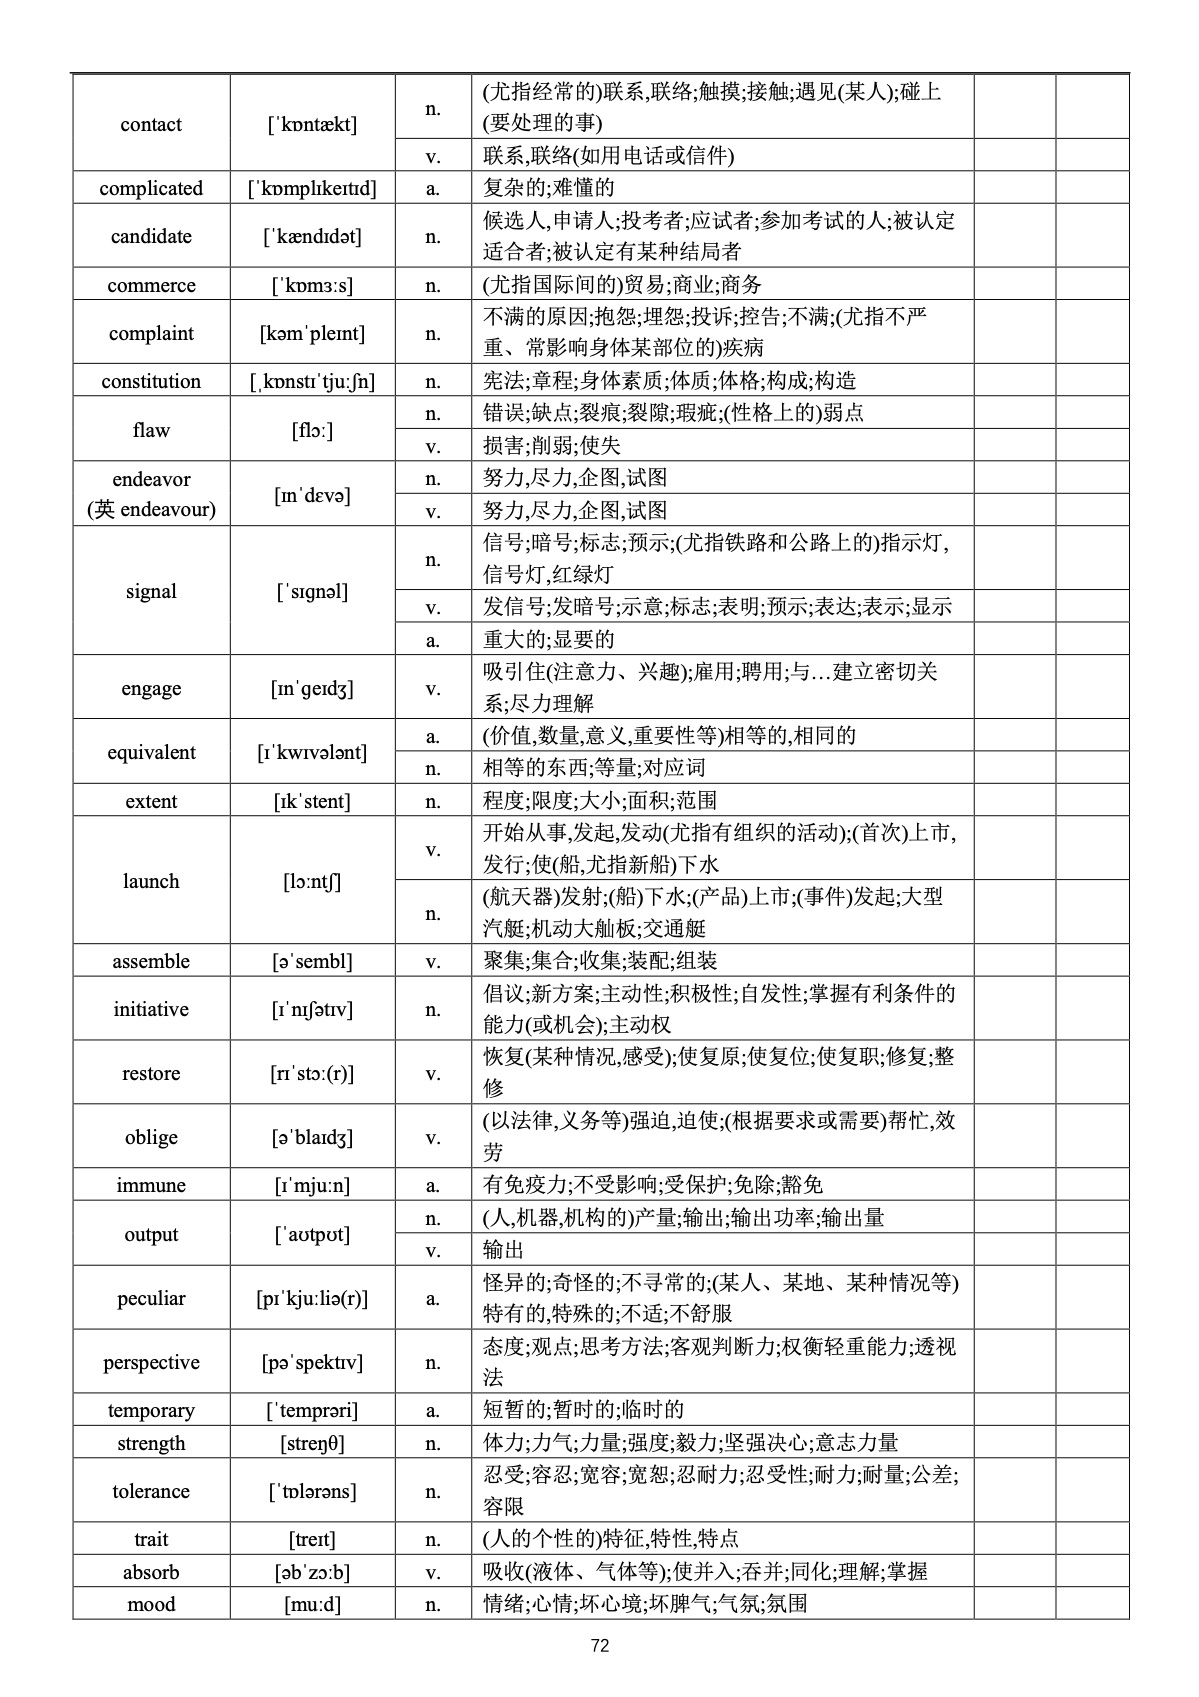 contact [ˈkɒntækt] n. (尤指经常的)联系,联络;触摸;接触;遇见(某人);碰上
(要处理的事)
v. 联系,联络(如用电话或信件)
complicated [ˈkɒmplɪkeɪtɪd] a. 复杂的;难懂的
candidate [ˈkændɪdət] n. 候选人,申请人;投考者;应试者;参加考试的人;被认定
适合者;被认定有某种结局者
commerce [ˈkɒmɜːs] n. (尤指国际间的)贸易;商业;商务
complaint [kəmˈpleɪnt] n. 不满的原因;抱怨;埋怨;投诉;控告;不满;(尤指不严
重、常影响身体某部位的)疾病
constitution [ˌkɒnstɪˈtjuːʃn] n. 宪法;章程;身体素质;体质;体格;构成;构造
flaw [flɔː] n. 错误;缺点;裂痕;裂隙;瑕疵;(性格上的)弱点
v. 损害;削弱;使失
endeavor
(英 endeavour) [ɪnˈdɛvə] n. 努力,尽力,企图,试图
v. 努力,尽力,企图,试图
signal [ˈsɪɡnəl] n. 信号;暗号;标志;预示;(尤指铁路和公路上的)指示灯,
信号灯,红绿灯
v. 发信号;发暗号;示意;标志;表明;预示;表达;表示;显示
a. 重大的;显要的
engage [ɪnˈɡeɪdʒ] v. 吸引住(注意力、兴趣);雇用;聘用;与…建立密切关
系;尽力理解
equivalent [ɪˈkwɪvələnt] a. (价值,数量,意义,重要性等)相等的,相同的
n. 相等的东西;等量;对应词
extent [ɪkˈstent] n. 程度;限度;大小;面积;范围
launch [lɔːntʃ] v. 开始从事,发起,发动(尤指有组织的活动);(首次)上市,
发行;使(船,尤指新船)下水
n. (航天器)发射;(船)下水;(产品)上市;(事件)发起;大型
汽艇;机动大舢板;交通艇
assemble [əˈsembl] v. 聚集;集合;收集;装配;组装
initiative [ɪˈnɪʃətɪv] n. 倡议;新方案;主动性;积极性;自发性;掌握有利条件的
能力(或机会);主动权
restore [rɪˈstɔː(r)] v. 恢复(某种情况,感受);使复原;使复位;使复职;修复;整
修
oblige [əˈblaɪdʒ] v. (以法律,义务等)强迫,迫使;(根据要求或需要)帮忙,效
劳
immune [ɪˈmjuːn] a. 有免疫力;不受影响;受保护;免除;豁免
output [ˈaʊtpʊt] n. (人,机器,机构的)产量;输出;输出功率;输出量
v. 输出
peculiar [pɪˈkjuːliə(r)] a. 怪异的;奇怪的;不寻常的;(某人、某地、某种情况等)
特有的,特殊的;不适;不舒服
perspective [pəˈspektɪv] n. 态度;观点;思考方法;客观判断力;权衡轻重能力;透视
法
temporary [ˈtemprəri] a. 短暂的;暂时的;临时的
strength [streŋθ] n. 体力;力气;力量;强度;毅力;坚强决心;意志力量
tolerance [ˈtɒlərəns] n. 忍受;容忍;宽容;宽恕;忍耐力;忍受性;耐力;耐量;公差;
容限
trait [treɪt] n. (人的个性的)特征,特性,特点
absorb [əbˈzɔːb] v. 吸收(液体、气体等);使并入;吞并;同化;理解;掌握
mood [muːd] n. 情绪;心情;坏心境;坏脾气;气氛;氛围
72